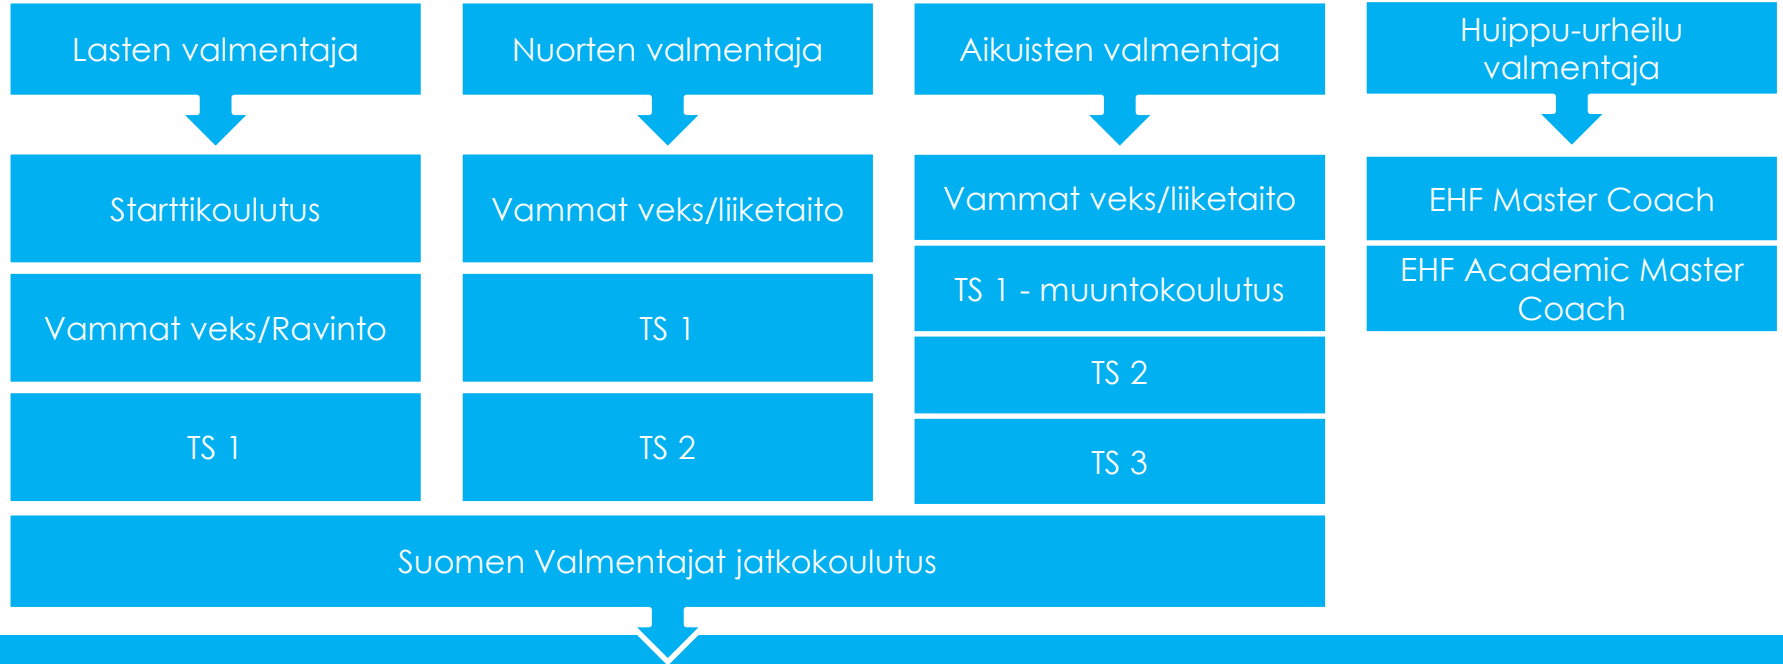 Lasten valmentaja
Starttikoulutus
Vammat veks/Ravinto
TS 1
Nuorten valmentaja
Vammat veks/liiketaito
TS 1
TS 2
Aikuisten valmentaja
Vammat veks/liiketaito
TS 1 - muuntokoulutus
TS 2
TS 3
Huippu-urheilu
valmentaja
EHF Master Coach
EHF Academic Master
Coach
Suomen Valmentajat jatkokoulutus